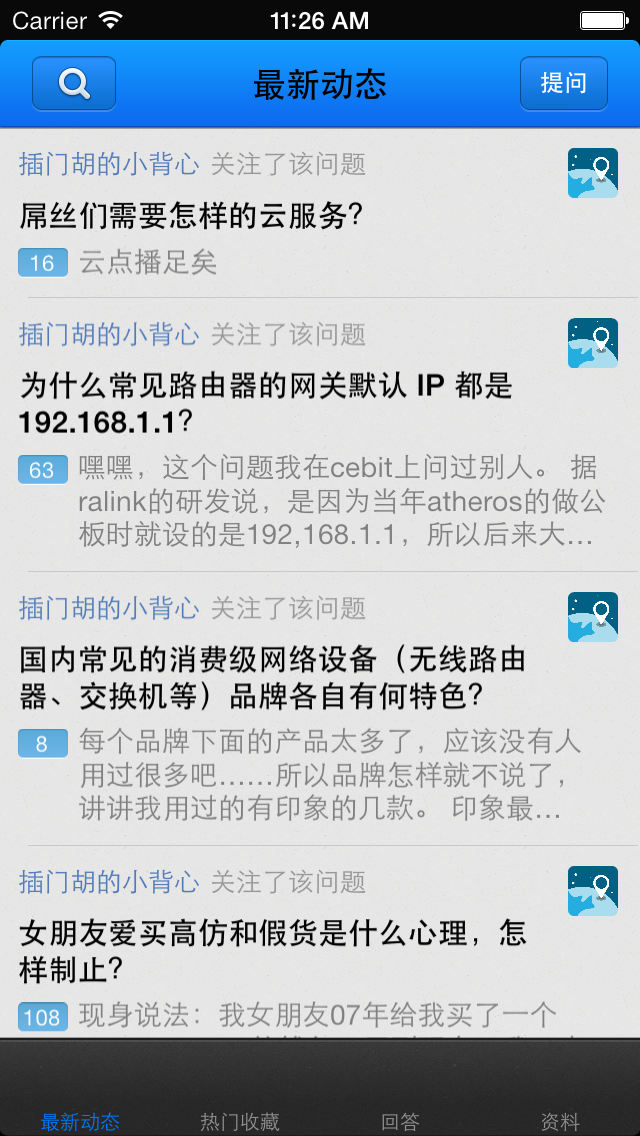 Carrier 11:26 AM
最新动态 提问
插门胡的小背心 关注了该问题
屌丝们需要怎样的云服务?
16 云点播足矣
插门胡的小背心 关注了该问题
为什么常见路由器的网关默认 IP 都是
192.168.1.1?
63 嘿嘿，这个问题我在cebit上问过别人。 据
ralink的研发说，是因为当年atheros的做公
板时就设的是192,168.1.1，所以后来大…
插门胡的小背心 关注了该问题
国内常见的消费级网络设备（无线路由
器、交换机等）品牌各自有何特色?
8 每个品牌下面的产品太多了，应该没有人
用过很多吧……所以品牌怎样就不说了，
讲讲我用过的有印象的几款。 印象最…
插门胡的小背心 关注了该问题
女朋友爱买高仿和假货是什么心理，怎
样制止?
108 现身说法：我女朋友07年给我买了一个
最新动态 热门收藏 回答 资料